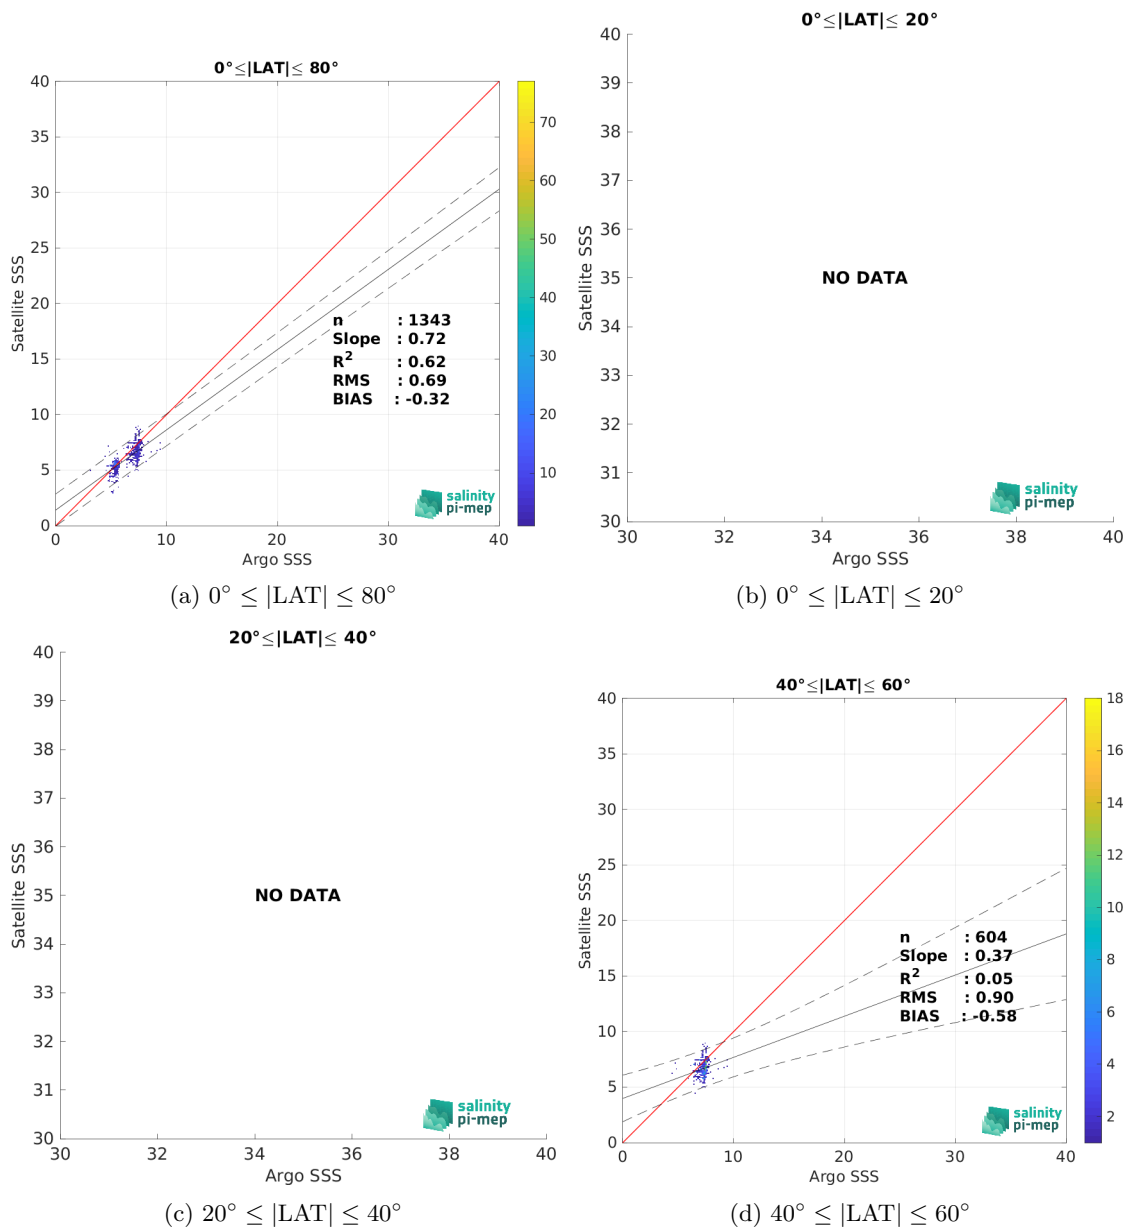 0°≤|LAT|≤ 80°
40
35
30
25
20
15
10
5
0
Satellite SSS
0
10
20
30
40
Argo SSS
n : 1343
Slope : 0.72
R² : 0.62
RMS : 0.69
BIAS : -0.32
salinity
pi-mep
70
60
50
40
30
20
10
(a) 0° ≤ |LAT| ≤ 80°
0°≤|LAT|≤ 20°
40
39
38
37
36
35
34
33
32
31
30
Satellite SSS
NO DATA
salinity
pi-mep
30
32
34
36
38
40
Argo SSS
(b) 0° ≤ |LAT| ≤ 20°
20°≤|LAT|≤ 40°
40
39
38
37
36
35
34
33
32
31
30
Satellite SSS
NO DATA
salinity
pi-mep
30
32
34
36
38
40
Argo SSS
(c) 20° ≤ |LAT| ≤ 40°
40°≤|LAT|≤ 60°
40
35
30
25
20
15
10
5
0
Satellite SSS
n : 604
Slope : 0.37
R² : 0.05
RMS : 0.90
BIAS : -0.58
salinity
pi-mep
0
10
20
30
40
Argo SSS
18
16
14
12
10
8
6
4
2
(d) 40° ≤ |LAT| ≤ 60°